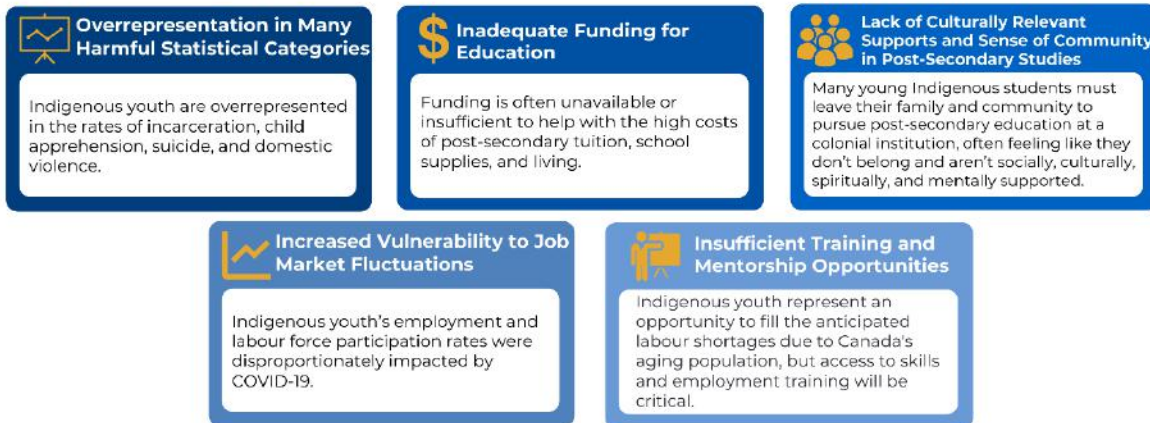 Overrepresentation in Many
Harmful Statistical Categories
Indigenous youth are overrepresented
in the rates of incarceration, child
apprehension, suicide, and domestic
violence.
$ Inadequate Funding for
Education
Funding is often unavailable or
insufficient to help with the high costs
of post-secondary tuition, school
supplies, and living.
Lack of Culturally Relevant
Supports and Sense of Community
in Post-Secondary Studies
Many young Indigenous students must
leave their family and community to
pursue post-secondary education at a
colonial institution, often feeling like they
don't belong and aren't socially, culturally,
spiritually, and mentally supported.
Increased Vulnerability to Job
Market Fluctuations
Indigenous youth's employment and
labour force participation rates were
disproportionately impacted by
COVID-19.
Insufficient Training and
Mentorship Opportunities
Indigenous youth represent an
opportunity to fill the anticipated
labour shortages due to Canada's
aging population, but access to skills
and employment training will be
critical.